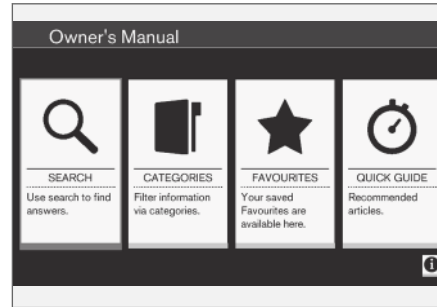 Owner's Manual
SEARCH
Use search to find
answers.
CATEGORIES
Filter information
via categories.
FAVOURITES
Your saved
Favourites are
available here.
QUICK GUIDE
Recommended
articles.
i